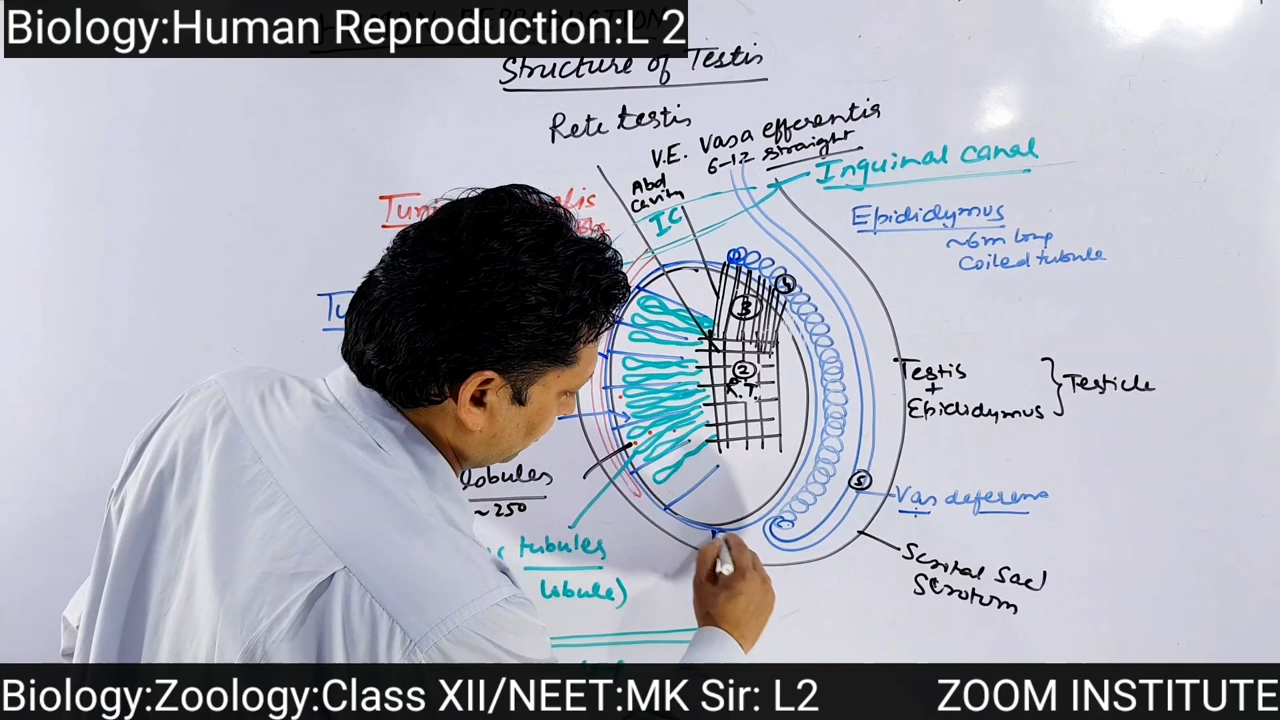 Biology:Human Reproduction:L 2
Structure of Testis
Rete testis
V.E.
Vasa efferentia
6-12 straight
Abd
Cavity
IC
Inguinal canal
Epididymus
~6m long
Coiled tubule
3
4
2
R.T.
Testis
+
Epididymus
Testicle
lobules
~250
5
Vas deferens
tubules
lobule)
Scrotal Sac
Scrotum
Biology:Zoology:Class XII/NEET:MK Sir: L2
ZOOM INSTITUTE